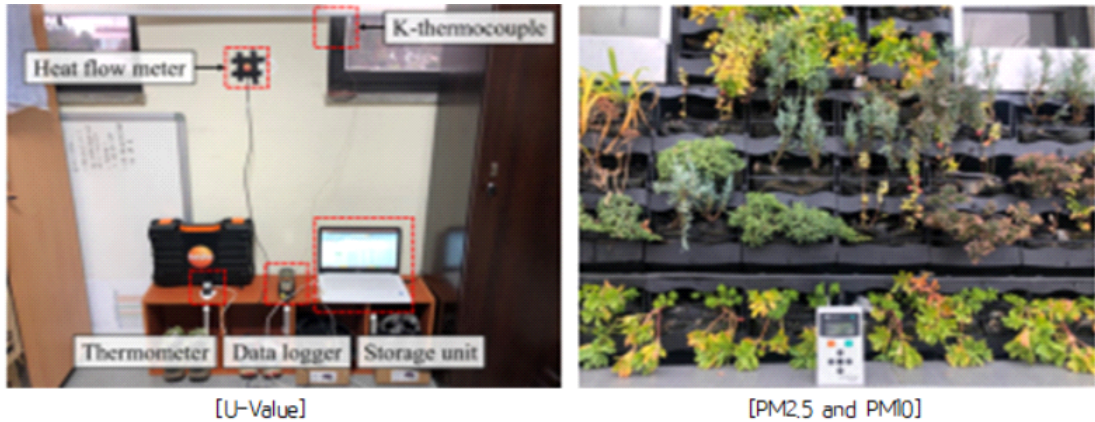 K-thermocouple
Heat flow meter
Thermometer
Data logger
Storage unit
[U-Value]
[PM2.5 and PM10]